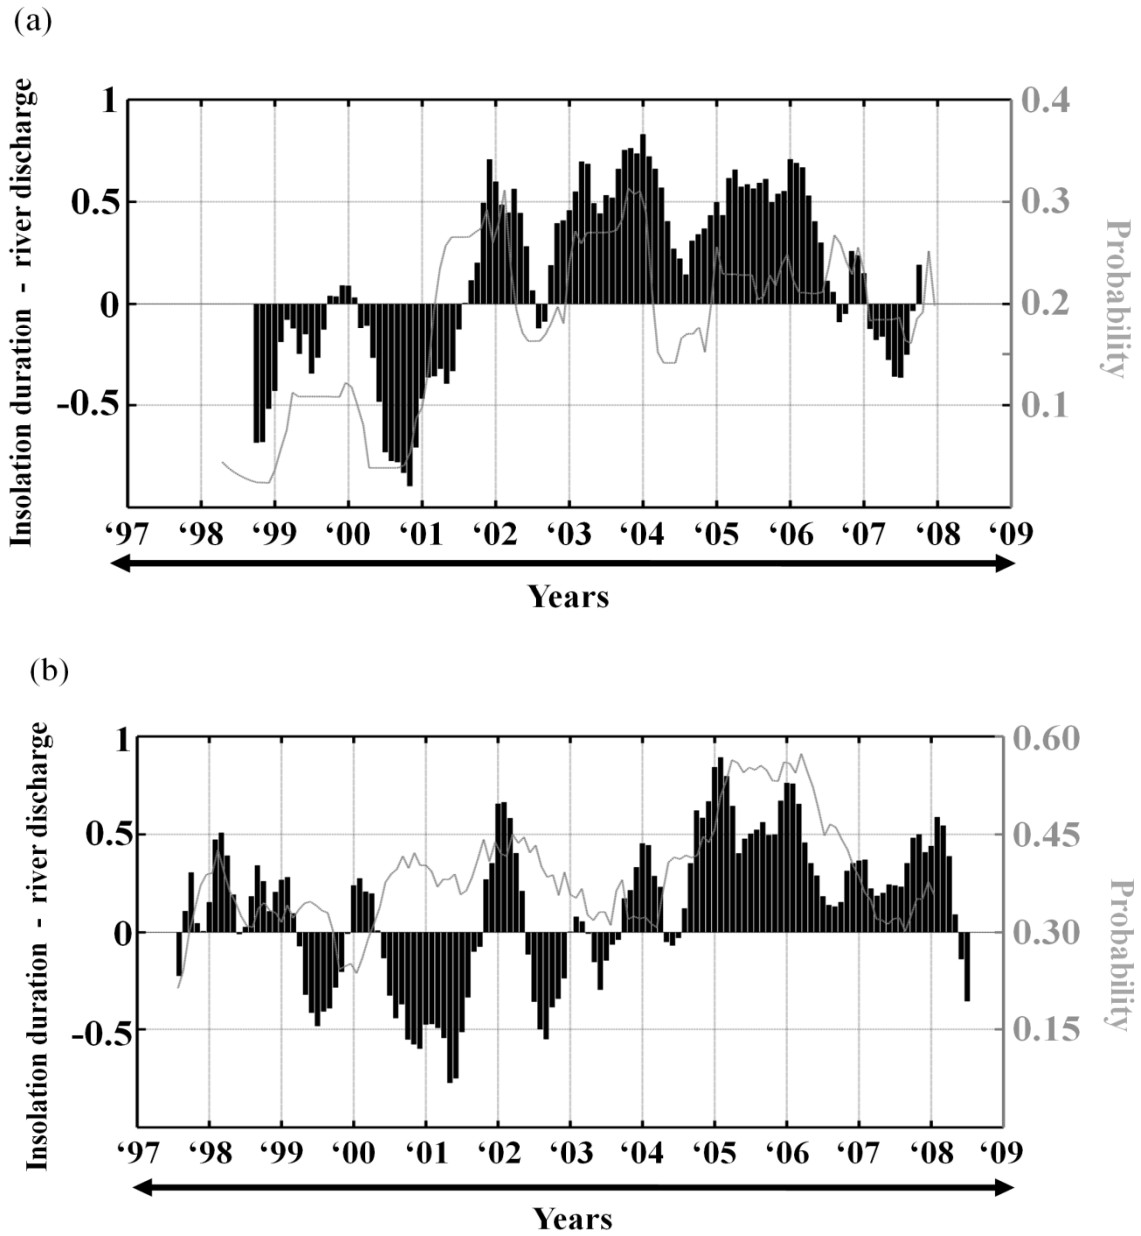 (a)
Insolation duration - river discharge
1
0.5
0
-0.5
0.4
0.3
0.2
0.1
Probability
‘97 ‘98 ‘99 ‘00 ‘01 ‘02 ‘03 ‘04 ‘05 ‘06 ‘07 ‘08 ‘09
Years
(b)
Insolation duration - river discharge
1
0.5
0
-0.5
0.60
0.45
0.30
0.15
Probability
‘97 ‘98 ‘99 ‘00 ‘01 ‘02 ‘03 ‘04 ‘05 ‘06 ‘07 ‘08 ‘09
Years